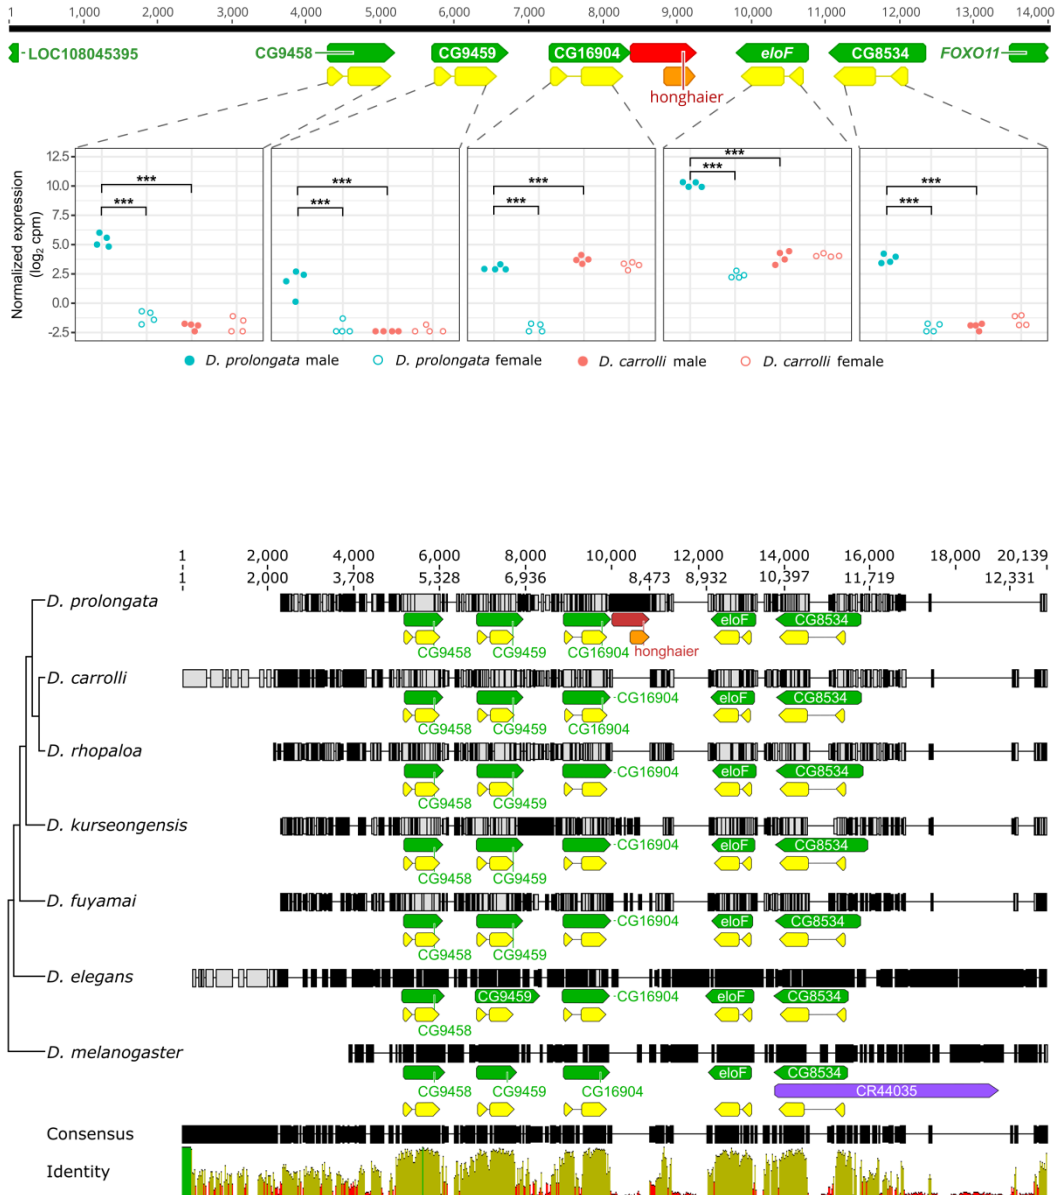 1 1,000 2,000 3,000 4,000 5,000 6,000 7,000 8,000 9,000 10,000 11,000 12,000 13,000 14,000
LOC108045395 CG9458 CG9459 CG16904 eloF CG8534 FOXO11
honghaier
Normalized expression
(log2 cpm)
12.5
10.0
7.5
5.0
2.5
0.0
-2.5
*** *** *** *** ***
*** *** *** *** ***
D. prolongata male D. prolongata female D. carrolli male D. carrolli female
1 2,000 4,000 6,000 8,000 10,000 12,000 14,000 16,000 18,000 20,139
1 2,000 3,708 5,328 6,936 8,473 8,932 10,397 11,719 12,331
D. prolongata
eloF CG8534
CG9458 CG9459 CG16904 honghaier
D. carrolli
CG16904 eloF CG8534
CG9458 CG9459 CG16904
D. rhopaloa
CG16904 eloF CG8534
CG9458 CG9459
D. kurseongensis
CG16904 eloF CG8534
CG9458 CG9459
D. fuyamai
CG16904 eloF CG8534
CG9458 CG9459
D. elegans
CG9459 CG16904 eloF CG8534
CG9458
D. melanogaster
eloF CG8534
CG9458 CG9459 CG16904 CR44035
Consensus
Identity